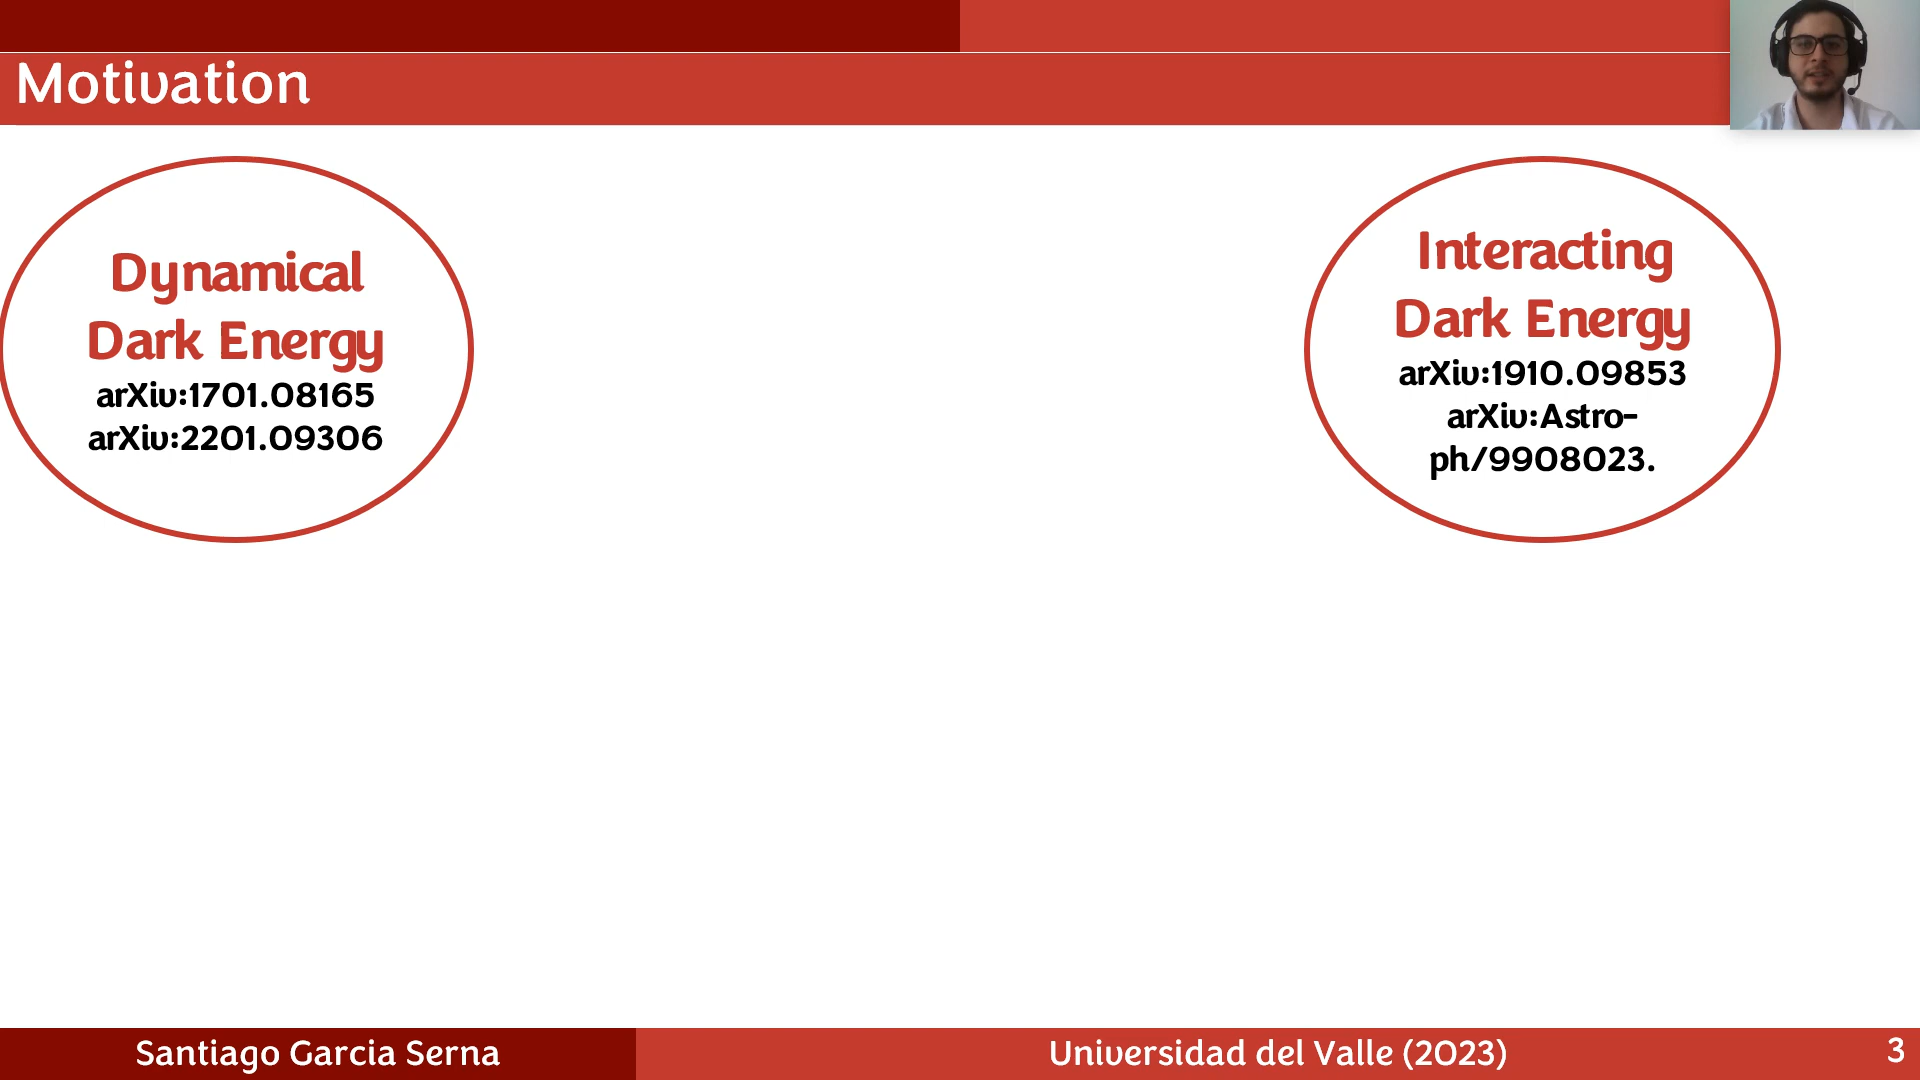 Motivation
Dynamical
Dark Energy
arXiv:1701.08165
arXiv:2201.09306
Interacting
Dark Energy
arXiv:1910.09853
arXiv:Astro-
ph/9908023.
Santiago Garcia Serna
Universidad del Valle (2023)
3